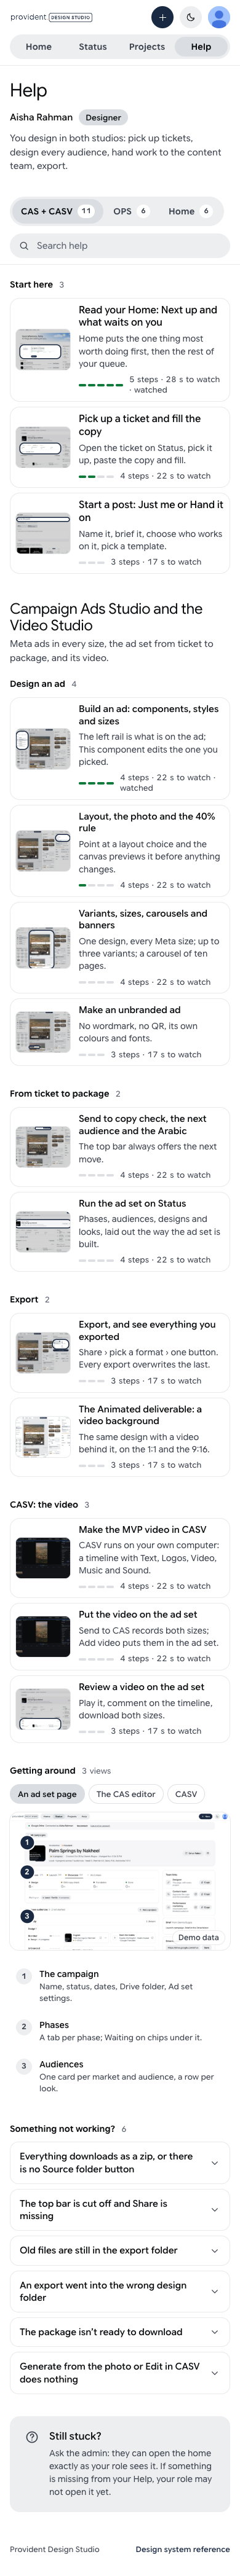 provident DESIGN STUDIO
Home Status Projects Help
Help
Aisha Rahman Designer
You design in both studios: pick up tickets,
design every audience, hand work to the content
team, export.
CAS + CASV 11 OPS 6 Home 6
Search help
Start here 3
Read your Home: Next up and
what waits on you
Home puts the one thing most
worth doing first, then the rest of
your queue.
5 steps · 28 s to watch
· watched
Pick up a ticket and fill the
copy
Open the ticket on Status, pick it
up, paste the copy and fill.
4 steps · 22 s to watch
Start a post: Just me or Hand it
on
Name it, brief it, choose who works
on it, pick a template.
3 steps · 17 s to watch
Campaign Ads Studio and the
Video Studio
Meta ads in every size, the ad set from ticket to
package, and its video.
Design an ad 4
Build an ad: components, styles
and sizes
The left rail is what is on the ad;
This component edits the one you
picked.
4 steps · 22 s to watch ·
watched
Layout, the photo and the 40%
rule
Point at a layout choice and the
canvas previews it before anything
changes.
4 steps · 22 s to watch
Variants, sizes, carousels and
banners
One design, every Meta size; up to
three variants; a carousel of ten
pages.
4 steps · 22 s to watch
Make an unbranded ad
No wordmark, no QR, its own
colours and fonts.
3 steps · 17 s to watch
From ticket to package 2
Send to copy check, the next
audience and the Arabic
The top bar always offers the next
move.
4 steps · 22 s to watch
Run the ad set on Status
Phases, audiences, designs and
looks, laid out the way the ad set is
built.
4 steps · 22 s to watch
Export 2
Export, and see everything you
exported
Share › pick a format › one button.
Every export overwrites the last.
3 steps · 17 s to watch
The Animated deliverable: a
video background
The same design with a video
behind it, on the 1:1 and the 9:16.
3 steps · 17 s to watch
CASV: the video 3
Make the MVP video in CASV
CASV runs on your own computer:
a timeline with Text, Logos, Video,
Music and Sound.
4 steps · 22 s to watch
Put the video on the ad set
Send to CAS records both sizes;
Add video puts them in the ad set.
4 steps · 22 s to watch
Review a video on the ad set
Play it, comment on the timeline,
download both sizes.
3 steps · 17 s to watch
Getting around 3 views
An ad set page The CAS editor CASV
1
Palm Springs by Nakheel
2
3
Demo data
1 The campaign
Name, status, dates, Drive folder, Ad set
settings.
2 Phases
A tab per phase; Waiting on chips under it.
3 Audiences
One card per market and audience, a row per
look.
Something not working? 6
Everything downloads as a zip, or there
is no Source folder button
The top bar is cut off and Share is
missing
Old files are still in the export folder
An export went into the wrong design
folder
The package isn't ready to download
Generate from the photo or Edit in CASV
does nothing
Still stuck?
Ask the admin: they can open the home
exactly as your role sees it. If something
is missing from your Help, your role may
not open it yet.
Provident Design Studio Design system reference